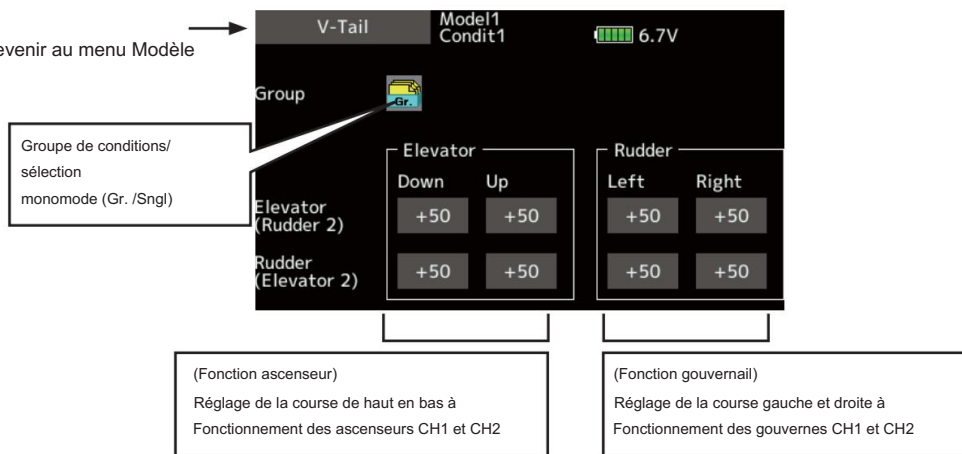 V-Tail Model1
Condit1 6.7V
evenir au menu Modèle
Group Gr.
Groupe de conditions/
sélection
monomode (Gr. /Sngl)
Elevator Rudder
Down Up Left Right
Elevator
(Rudder 2) +50 +50 +50 +50
Rudder
(Elevator 2) +50 +50 +50 +50
(Fonction ascenseur)
Réglage de la course de haut en bas à
Fonctionnement des ascenseurs CH1 et CH2
(Fonction gouvernail)
Réglage de la course gauche et droite à
Fonctionnement des gouvernes CH1 et CH2